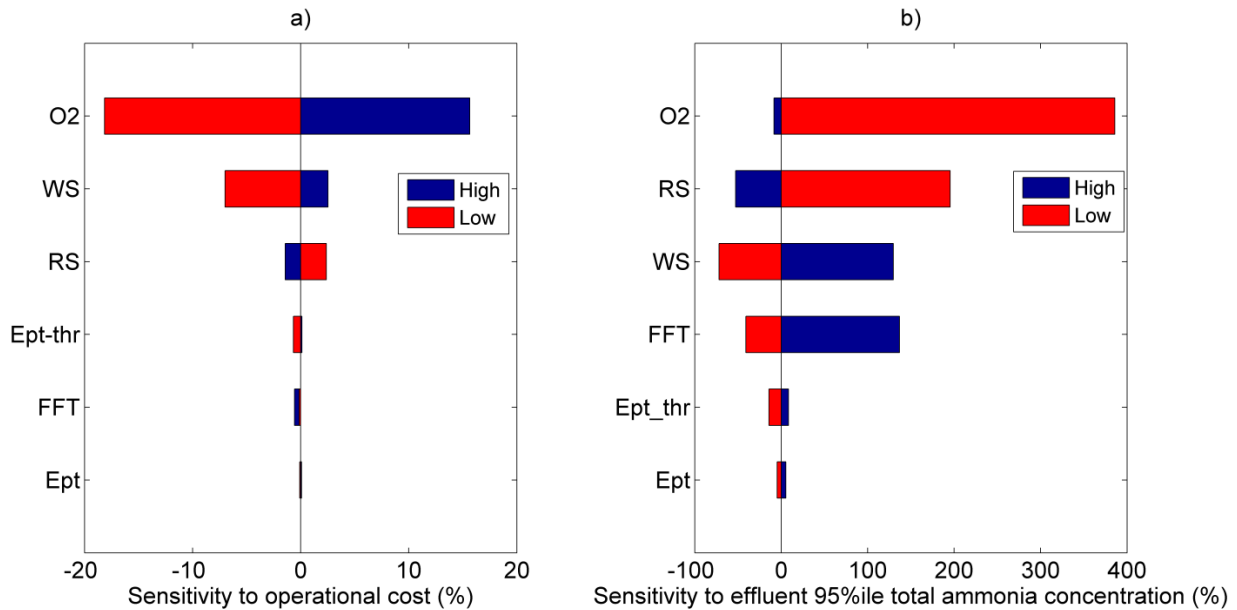 a)
O2
WS
RS
Ept-thr
FFT
Ept
High
Low
-20 -10 0 10 20
Sensitivity to operational cost (%)
b)
O2
RS
WS
FFT
Ept_thr
Ept
High
Low
-100 0 100 200 300 400
Sensitivity to effluent 95%ile total ammonia concentration (%)